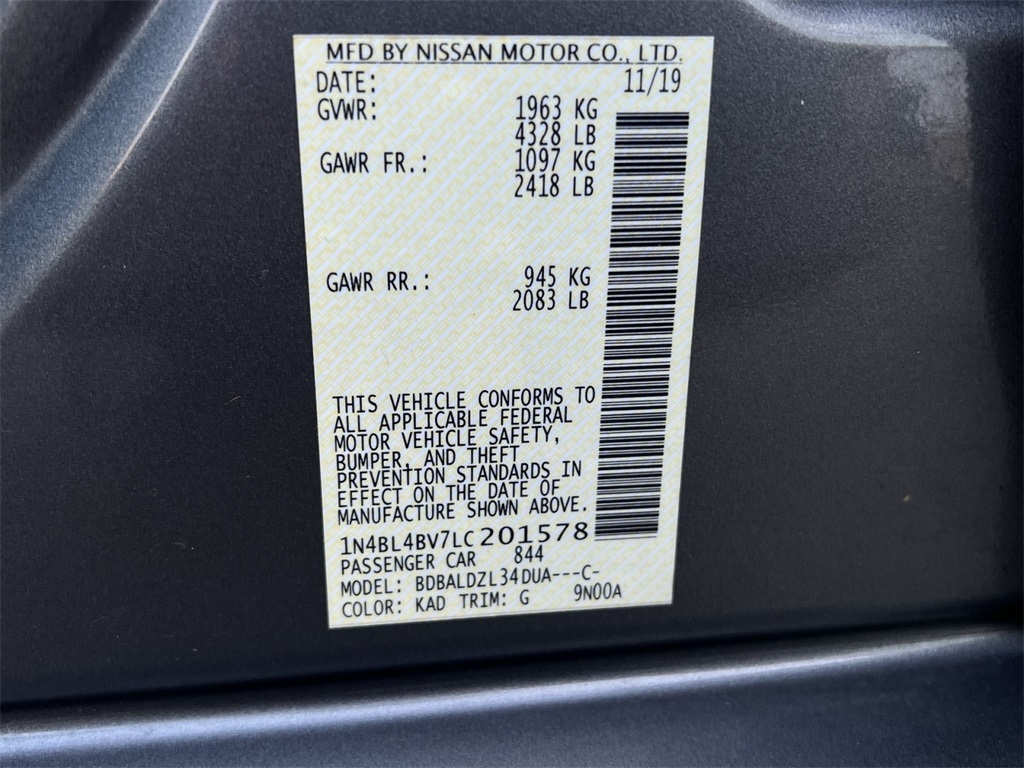 MFD BY NISSAN MOTOR CO., LTD.
DATE: 11/19
GVWR: 1963 KG
4328 LB
GAWR FR.: 1097 KG
2418 LB
GAWR RR.: 945 KG
2083 LB
THIS VEHICLE CONFORMS TO
ALL APPLICABLE FEDERAL
MOTOR VEHICLE SAFETY,
BUMPER, AND THEFT
PREVENTION STANDARDS IN
EFFECT ON THE DATE OF
MANUFACTURE SHOWN ABOVE.
1N4BL4BV7LC201578
PASSENGER CAR 844
MODEL: BDBALDZL34DUA---C-
COLOR: KAD TRIM: G 9N00A